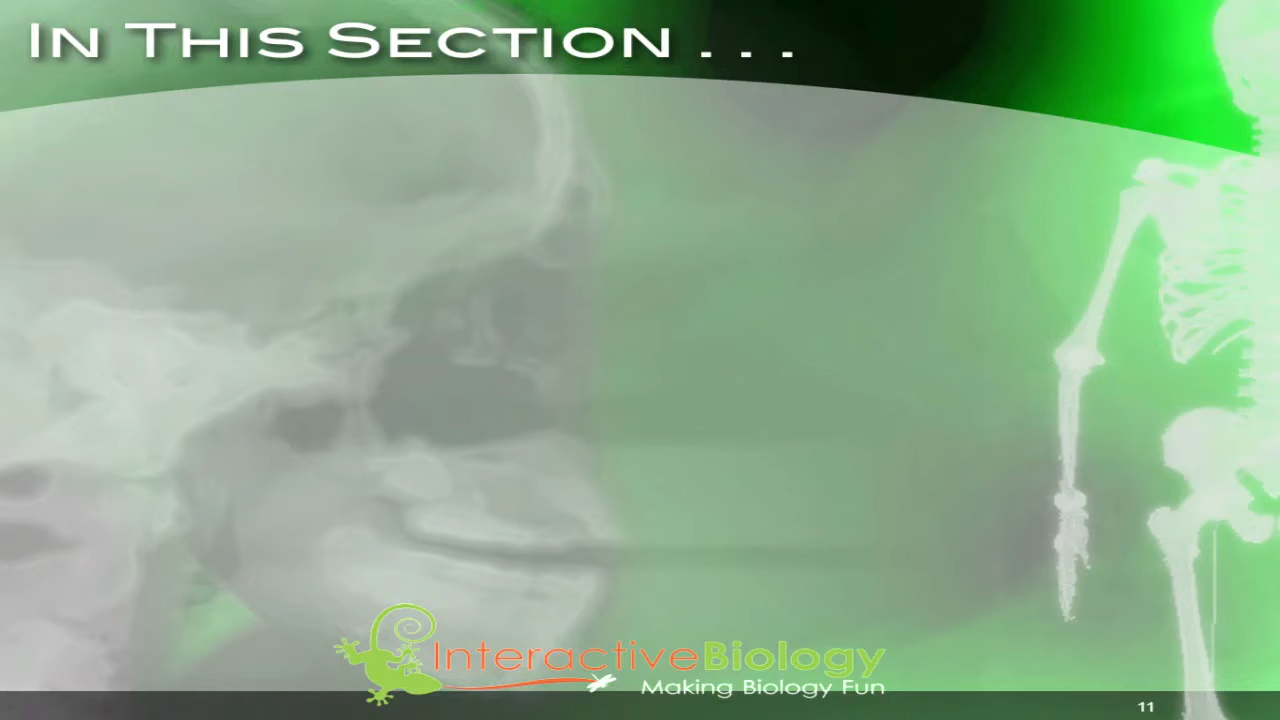 In This Section . . .
InteractiveBiology
Making Biology Fun
11